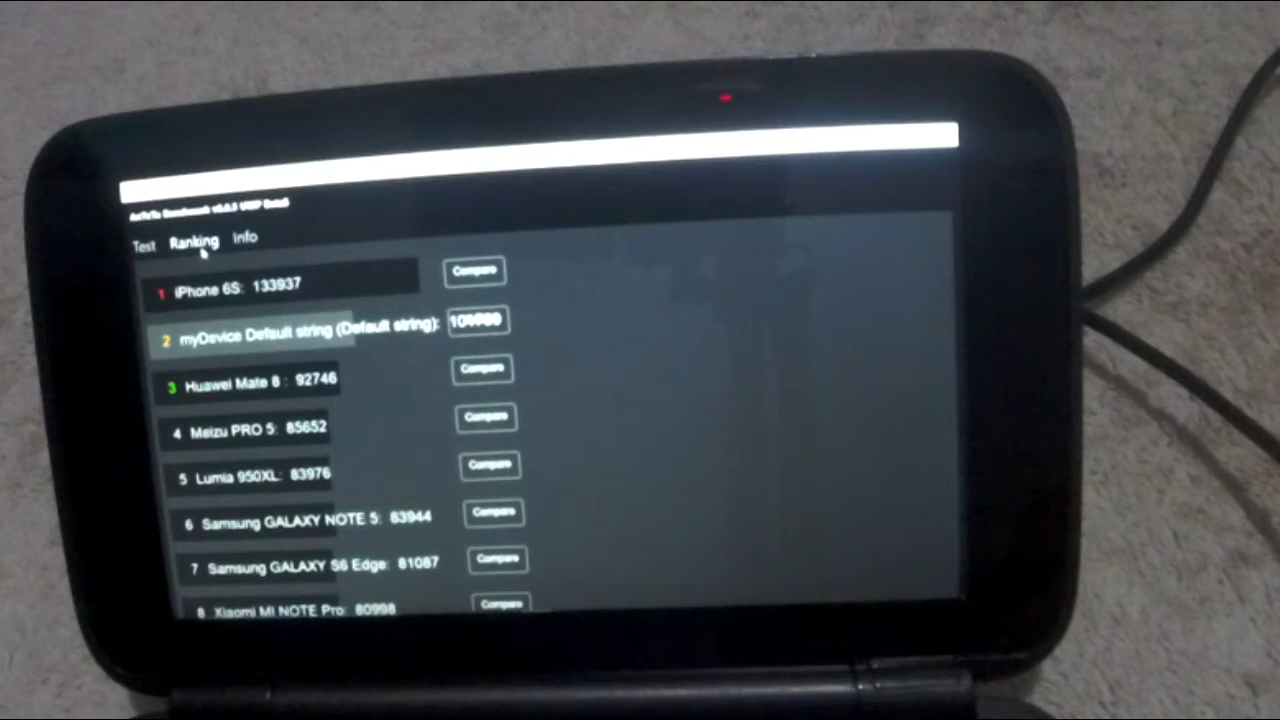 AnTuTu Benchmark
Test Ranking Info
1 iPhone 6S: 133937 Compare
2 myDevice Default string (Default string):
3 Huawei Mate 8 : 92746 Compare
4 Meizu PRO 5: 85652 Compare
5 Lumia 950XL: 83976 Compare
6 Samsung GALAXY NOTE 5: 83944 Compare
7 Samsung GALAXY S6 Edge: 81087 Compare
8 Xiaomi MI NOTE Pro: 80998 Compare